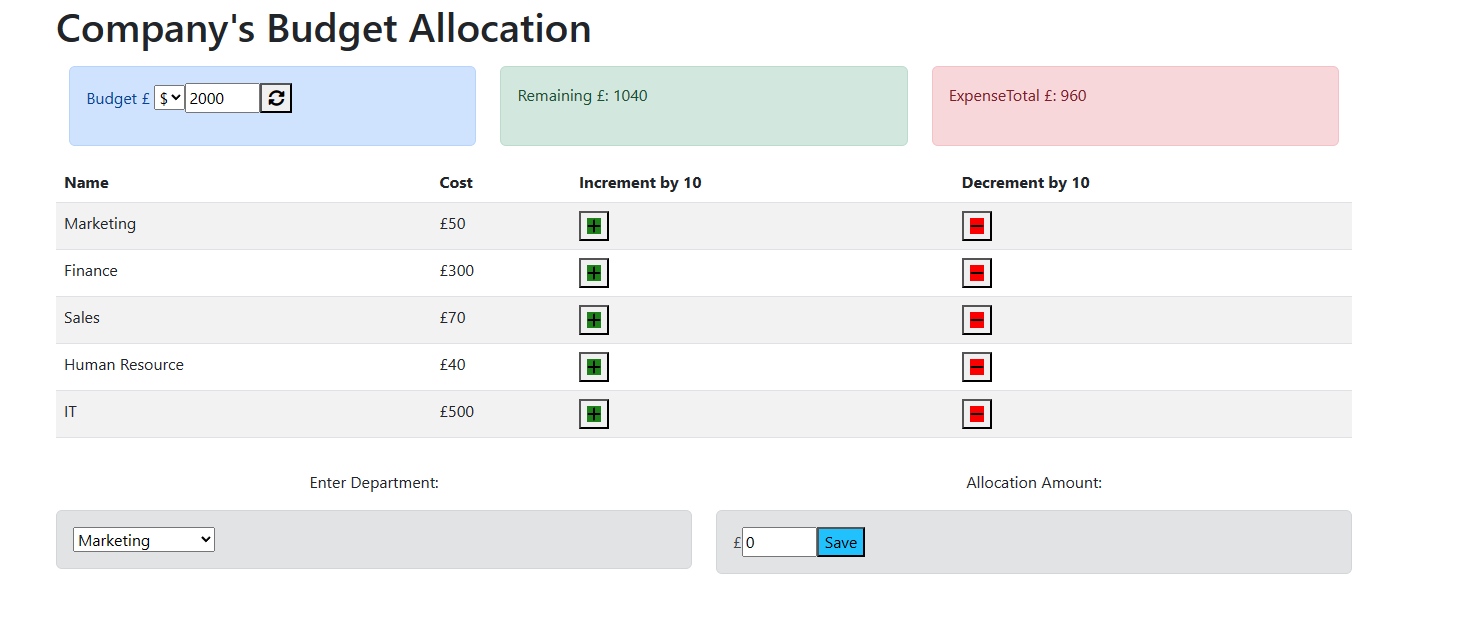 Company's Budget Allocation
Budget £ $ 2000 Remaining £: 1040 ExpenseTotal £: 960
Name Cost Increment by 10 Decrement by 10
Marketing £50
Finance £300
Sales £70
Human Resource £40
IT £500
Enter Department: Allocation Amount:
Marketing £ 0 Save